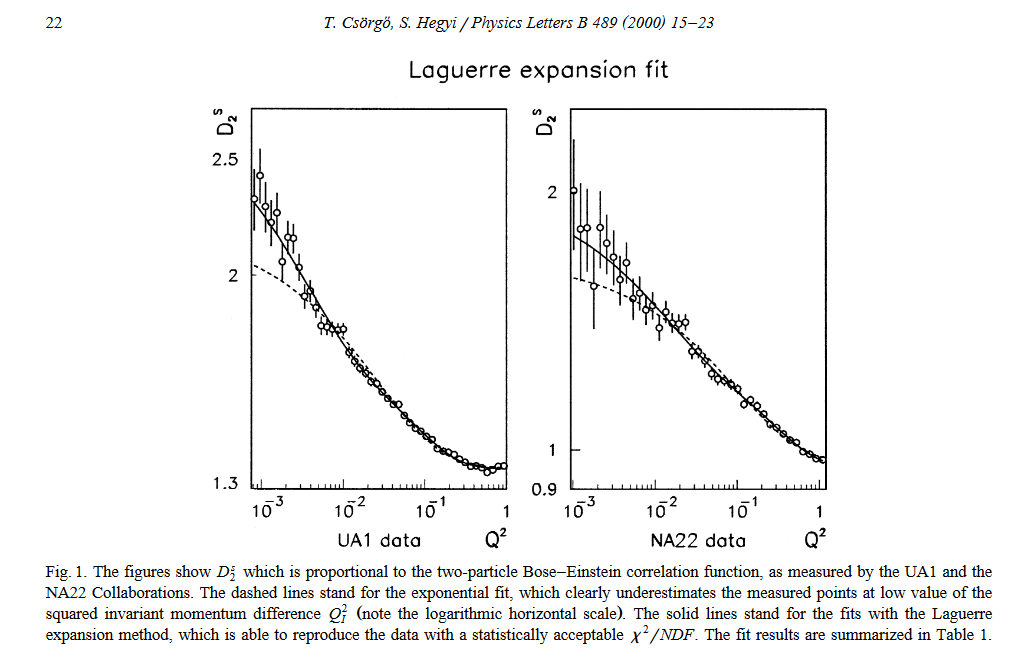 22
T. Csörgő, S. Hegyi / Physics Letters B 489 (2000) 15–23
Laguerre expansion fit
D₂ˢ
2.5
2
1.3
10⁻³
10⁻²
10⁻¹
1
UA1 data
Q²
D₂ˢ
2
1
0.9
10⁻³
10⁻²
10⁻¹
1
NA22 data
Q²
Fig. 1. The figures show D₂ˢ which is proportional to the two-particle Bose–Einstein correlation function, as measured by the UA1 and the
NA22 Collaborations. The dashed lines stand for the exponential fit, which clearly underestimates the measured points at low value of the
squared invariant momentum difference Q_I² (note the logarithmic horizontal scale). The solid lines stand for the fits with the Laguerre
expansion method, which is able to reproduce the data with a statistically acceptable χ²/NDF. The fit results are summarized in Table 1.